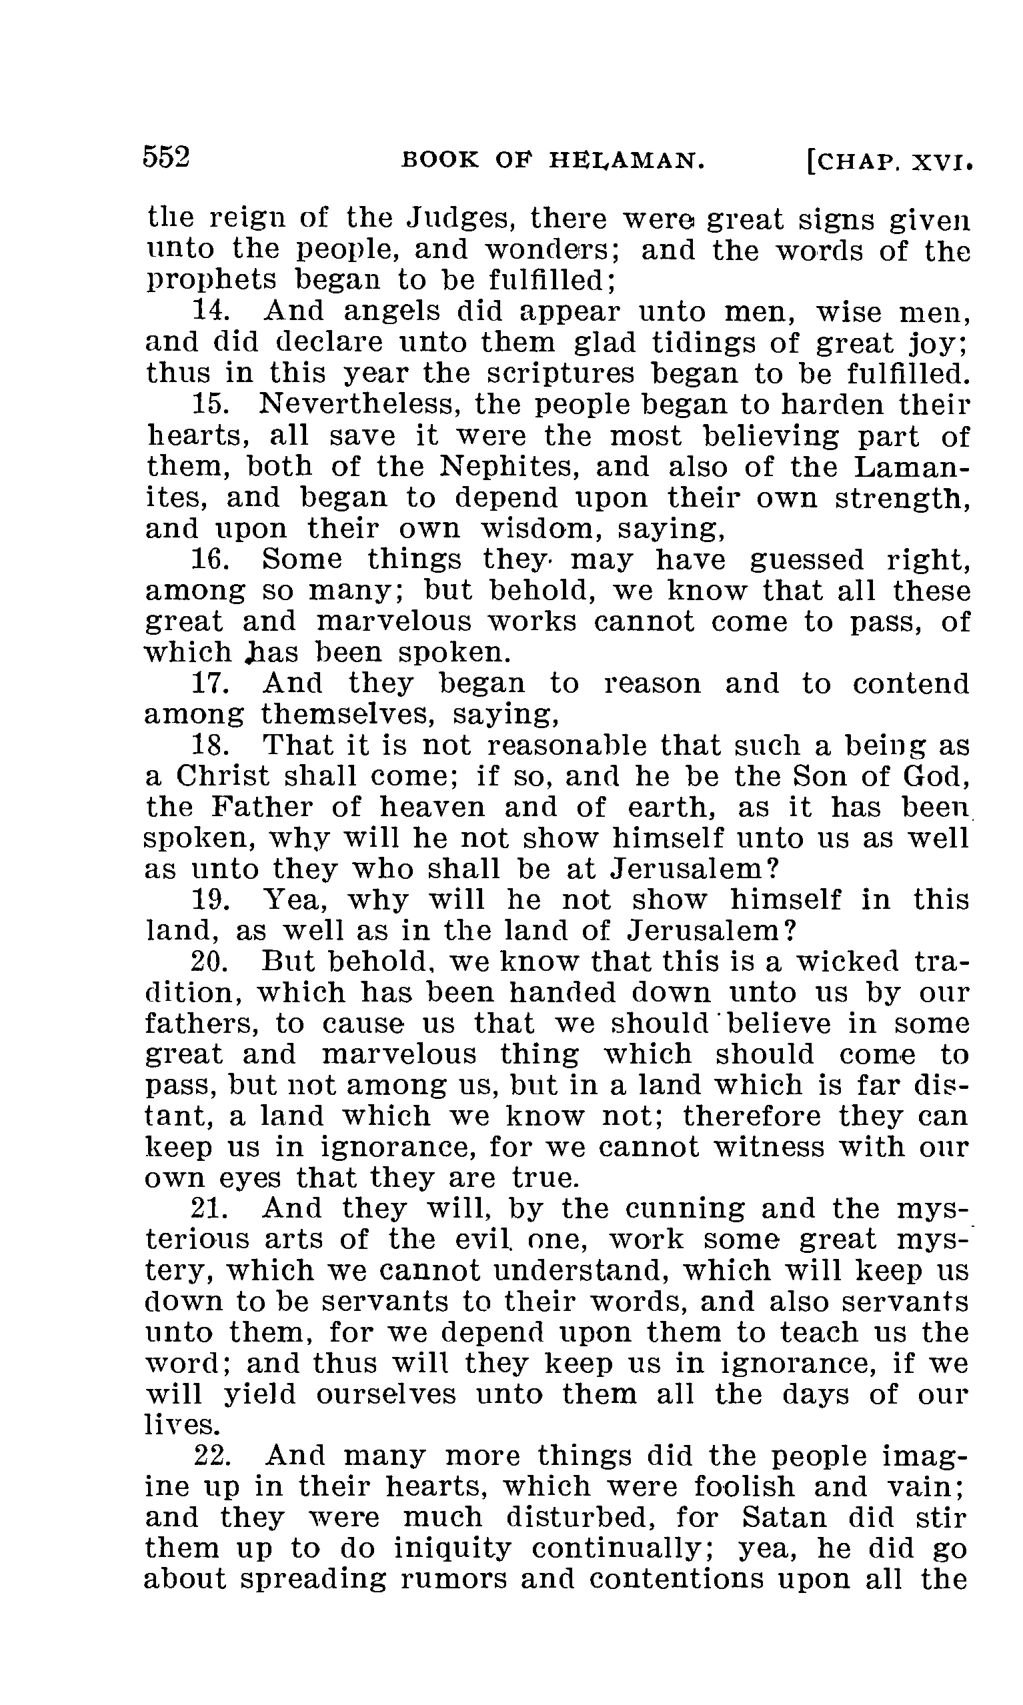 552 BOOK OF HELAMAN. [CHAP. XVI.
the reign of the Judges, there were great signs given
unto the people, and wonders; and the words of the
prophets began to be fulfilled;
14. And angels did appear unto men, wise men,
and did declare unto them glad tidings of great joy;
thus in this year the scriptures began to be fulfilled.
15. Nevertheless, the people began to harden their
hearts, all save it were the most believing part of
them, both of the Nephites, and also of the Laman-
ites, and began to depend upon their own strength,
and upon their own wisdom, saying,
16. Some things they may have guessed right,
among so many; but behold, we know that all these
great and marvelous works cannot come to pass, of
which has been spoken.
17. And they began to reason and to contend
among themselves, saying,
18. That it is not reasonable that such a being as
a Christ shall come; if so, and he be the Son of God,
the Father of heaven and of earth, as it has been
spoken, why will he not show himself unto us as well
as unto they who shall be at Jerusalem?
19. Yea, why will he not show himself in this
land, as well as in the land of Jerusalem?
20. But behold, we know that this is a wicked tra-
dition, which has been handed down unto us by our
fathers, to cause us that we should believe in some
great and marvelous thing which should come to
pass, but not among us, but in a land which is far dis-
tant, a land which we know not; therefore they can
keep us in ignorance, for we cannot witness with our
own eyes that they are true.
21. And they will, by the cunning and the mys-
terious arts of the evil one, work some great mys-
tery, which we cannot understand, which will keep us
down to be servants to their words, and also servants
unto them, for we depend upon them to teach us the
word; and thus will they keep us in ignorance, if we
will yield ourselves unto them all the days of our
lives.
22. And many more things did the people imag-
ine up in their hearts, which were foolish and vain;
and they were much disturbed, for Satan did stir
them up to do iniquity continually; yea, he did go
about spreading rumors and contentions upon all the